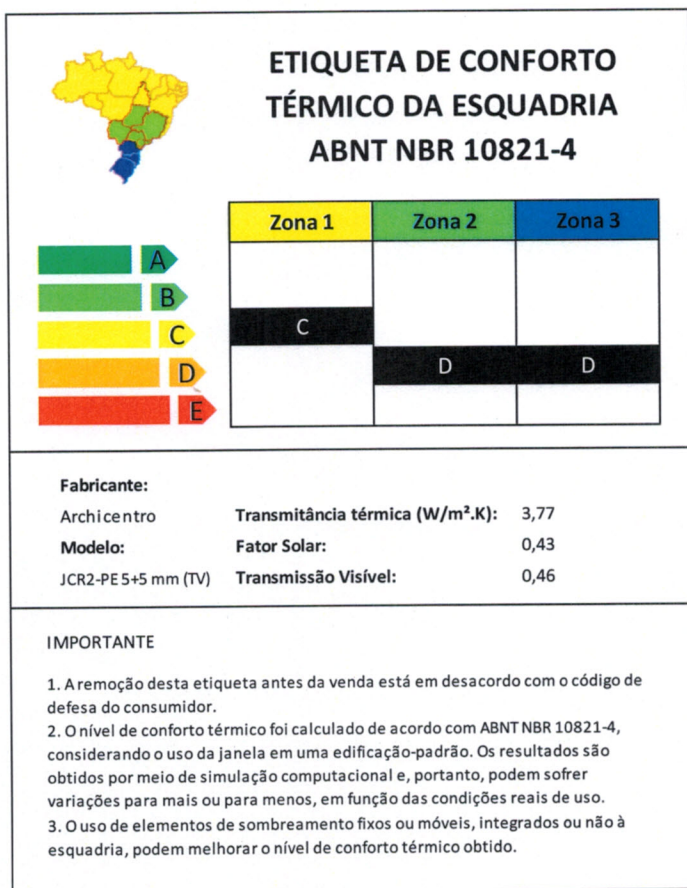 ETIQUETA DE CONFORTO
TÉRMICO DA ESQUADRIA
ABNT NBR 10821-4
Zona 1 Zona 2 Zona 3
A
B
C C
D D D
E
Fabricante:
Archicentro Transmitância térmica (W/m².K): 3,77
Modelo: Fator Solar: 0,43
JCR2-PE 5+5 mm (TV) Transmissão Visível: 0,46
IMPORTANTE
1. A remoção desta etiqueta antes da venda está em desacordo com o código de
defesa do consumidor.
2. O nível de conforto térmico foi calculado de acordo com ABNT NBR 10821-4,
considerando o uso da janela em uma edificação-padrão. Os resultados são
obtidos por meio de simulação computacional e, portanto, podem sofrer
variações para mais ou para menos, em função das condições reais de uso.
3. O uso de elementos de sombreamento fixos ou móveis, integrados ou não à
esquadria, podem melhorar o nível de conforto térmico obtido.